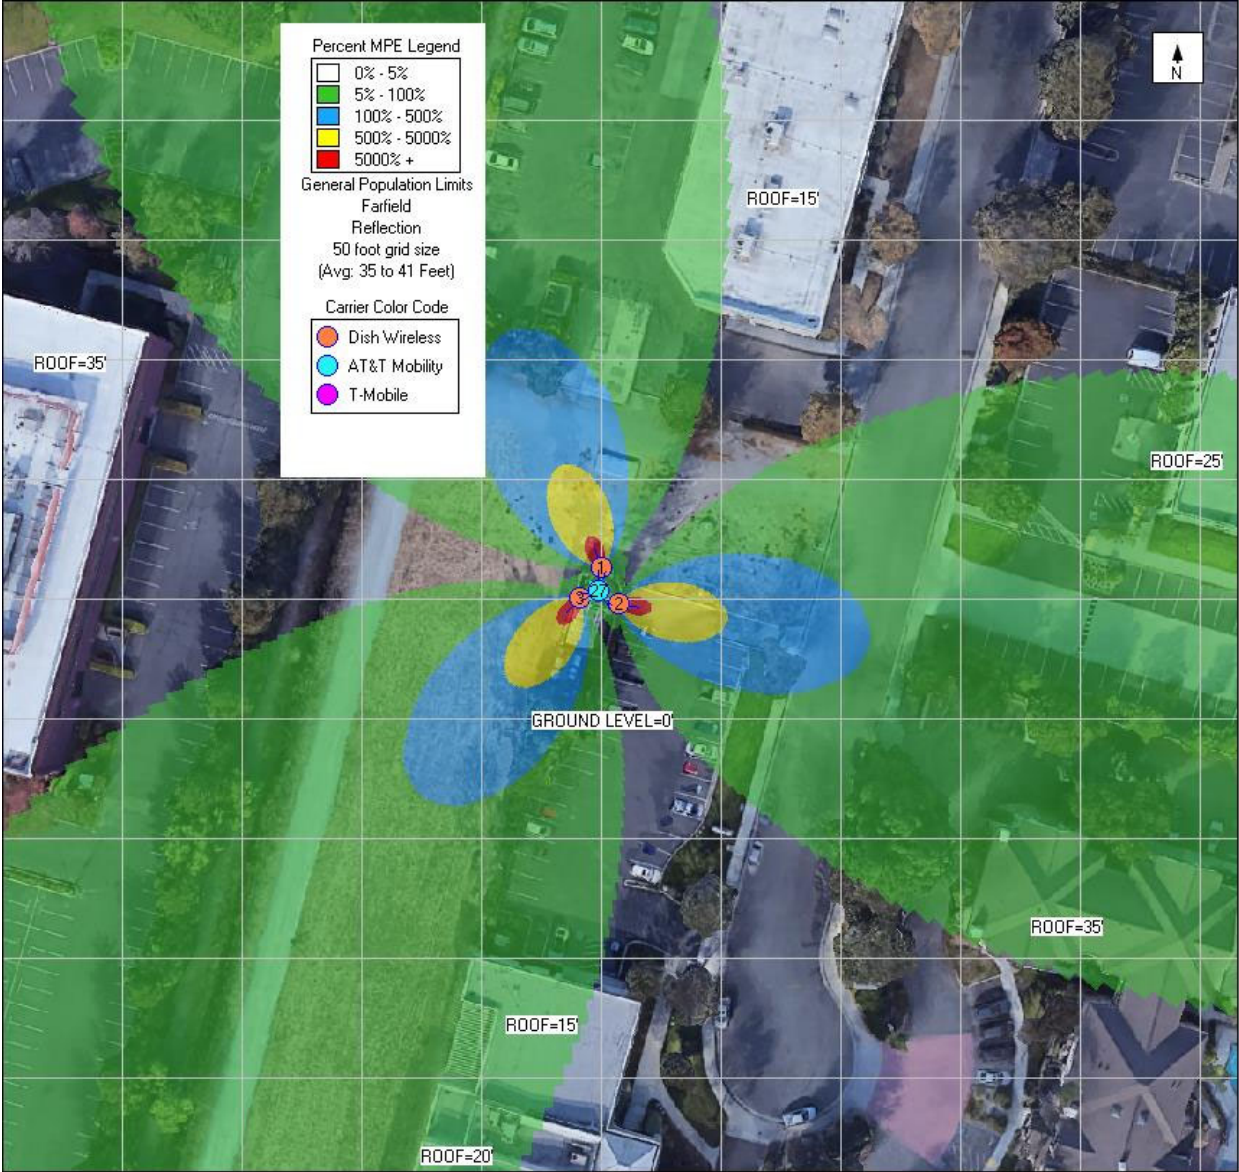 Percent MPE Legend
0% - 5%
5% - 100%
100% - 500%
500% - 5000%
5000% +
General Population Limits
Farfield
Reflection
50 foot grid size
(Avg: 35 to 41 Feet)
Carrier Color Code
Dish Wireless
AT&T Mobility
T-Mobile
N
ROOF=15'
ROOF=35'
ROOF=25'
1
27
3
2
GROUND LEVEL=0'
ROOF=35'
ROOF=15'
ROOF=20'